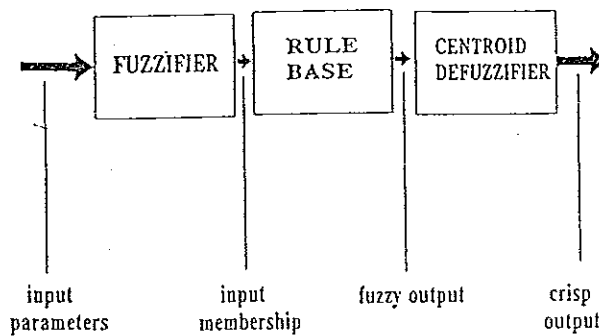 FUZZIFIER
RULE
BASE
CENTROID
DEFUZZIFIER
input
parameters
input
membership
fuzzy output
crisp
output